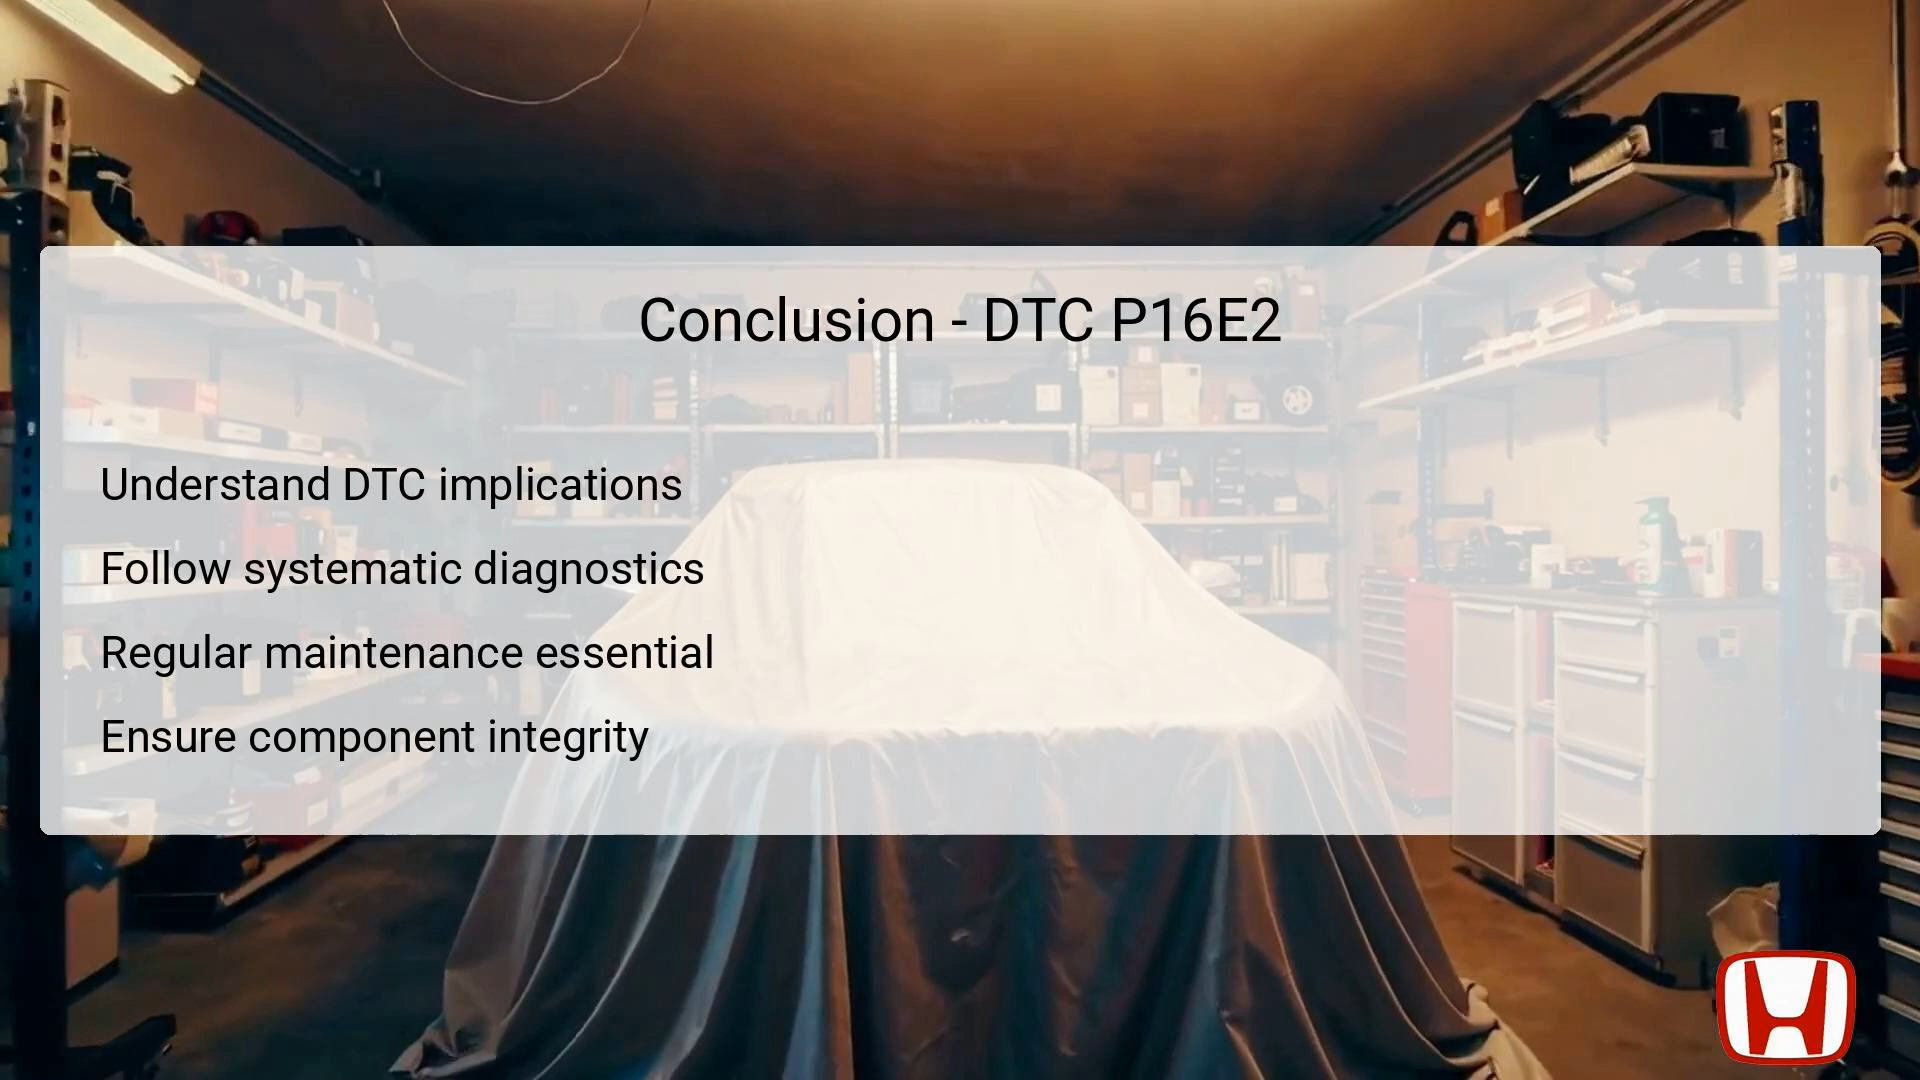 Conclusion - DTC P16E2
Understand DTC implications
Follow systematic diagnostics
Regular maintenance essential
Ensure component integrity